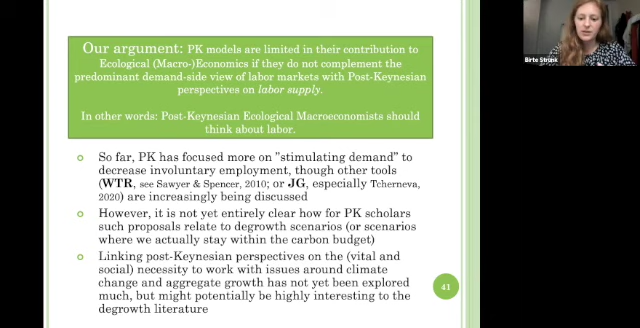 Our argument: PK models are limited in their contribution to
Ecological (Macro-)Economics if they do not complement the
predominant demand-side view of labor markets with Post-Keynesian
perspectives on labor supply.
In other words: Post-Keynesian Ecological Macroeconomists should
think about labor.
So far, PK has focused more on "stimulating demand" to
decrease involuntary employment, though other tools
(WTR, see Sawyer & Spencer, 2010; or JG, especially Tcherneva,
2020) are increasingly being discussed
However, it is not yet entirely clear how for PK scholars
such proposals relate to degrowth scenarios (or scenarios
where we actually stay within the carbon budget)
Linking post-Keynesian perspectives on the (vital and
social) necessity to work with issues around climate
change and aggregate growth has not yet been explored
much, but might potentially be highly interesting to the
degrowth literature
41
Birte Strunk